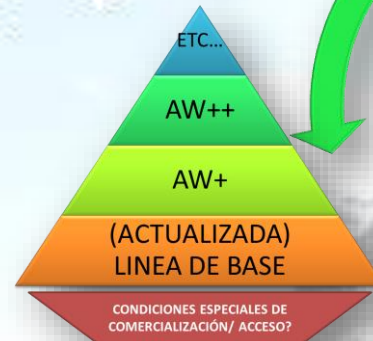 ETC...
AW++
AW+
(ACTUALIZADA)
LINEA DE BASE
CONDICIONES ESPECIALES DE
COMERCIALIZACIÓN/ ACCESO?